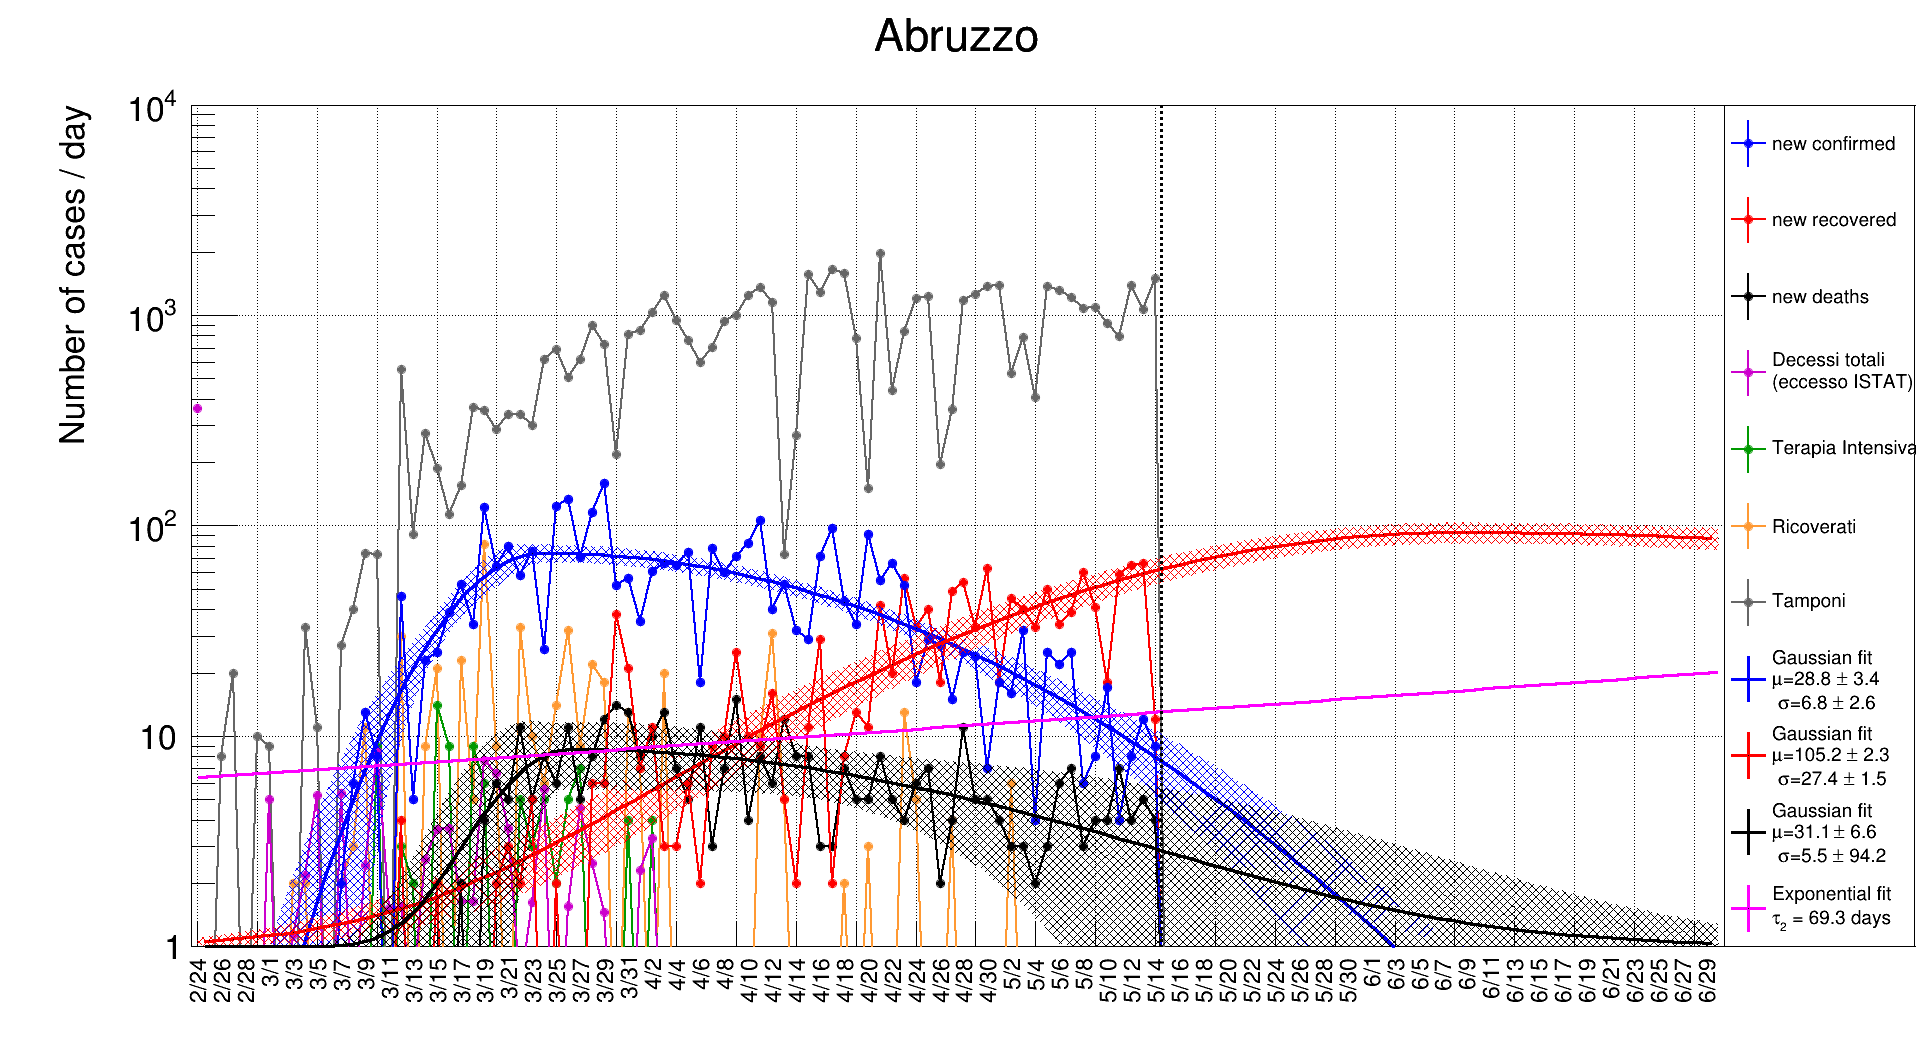 Abruzzo
Number of cases / day
10⁴
10³
10²
10
1
2/24 2/26 2/28 3/1 3/3 3/5 3/7 3/9 3/11 3/13 3/15 3/17 3/19 3/21 3/23 3/25 3/27 3/29 3/31 4/2 4/4 4/6 4/8 4/10 4/12 4/14 4/16 4/18 4/20 4/22 4/24 4/26 4/28 4/30 5/2 5/4 5/6 5/8 5/10 5/12 5/14 5/16 5/18 5/20 5/22 5/24 5/26 5/28 5/30 6/1 6/3 6/5 6/7 6/9 6/11 6/13 6/15 6/17 6/19 6/21 6/23 6/25 6/27 6/29
new confirmed
new recovered
new deaths
Decessi totali
(eccesso ISTAT)
Terapia Intensiva
Ricoverati
Tamponi
Gaussian fit
μ=28.8 ± 3.4
σ=6.8 ± 2.6
Gaussian fit
μ=105.2 ± 2.3
σ=27.4 ± 1.5
Gaussian fit
μ=31.1 ± 6.6
σ=5.5 ± 94.2
Exponential fit
τ₂ = 69.3 days